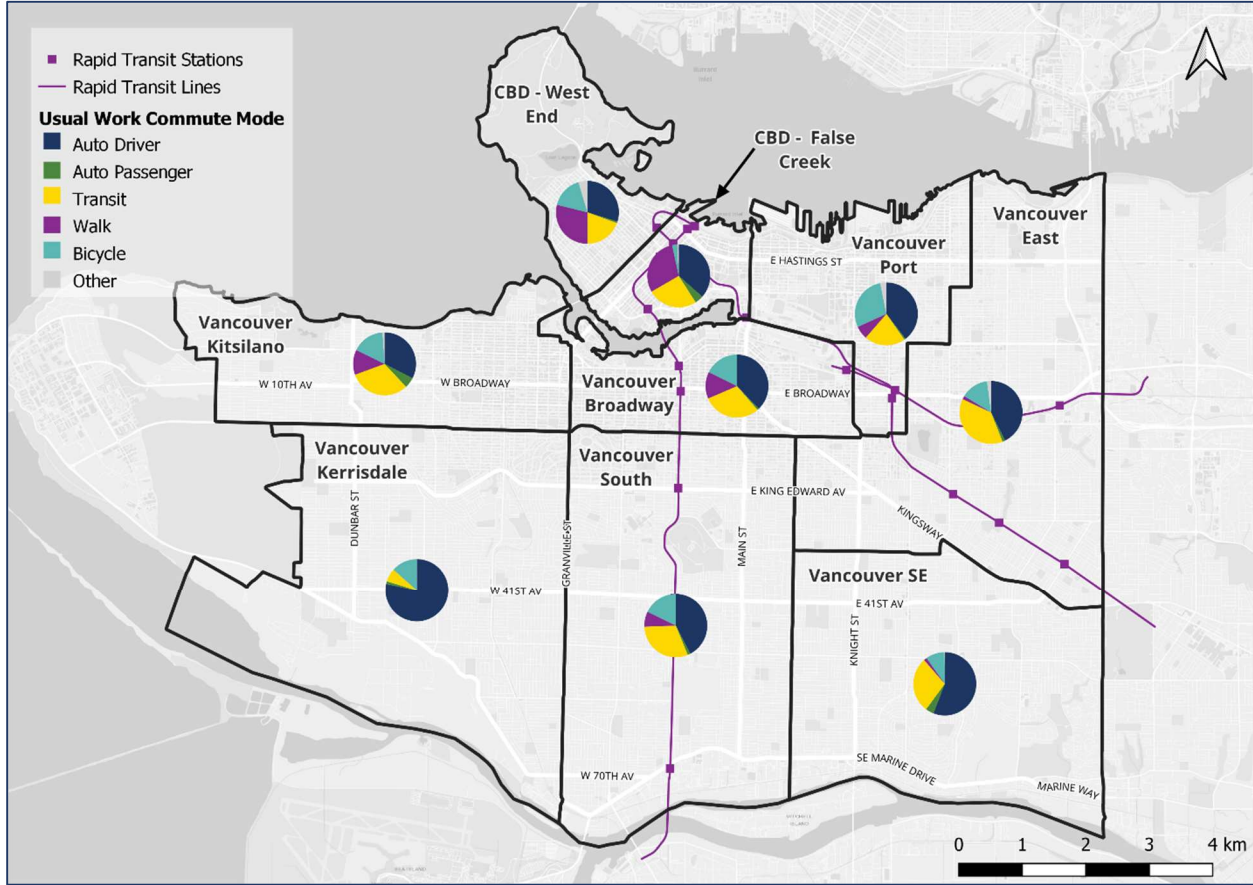 Rapid Transit Stations
Rapid Transit Lines
Usual Work Commute Mode
Auto Driver
Auto Passenger
Transit
Walk
Bicycle
Other
CBD - West
End
CBD - False
Creek
Vancouver
East
Vancouver
Port
E HASTINGS ST
Vancouver
Kitsilano
W 10TH AV
W BROADWAY
Vancouver
Broadway
E BROADWAY
Vancouver
Kerrisdale
Vancouver
South
E KING EDWARD AV
KINGSWAY
DUNBAR ST
GRANVILLE ST
MAIN ST
Vancouver SE
W 41ST AV
E 41ST AV
KNIGHT ST
W 70TH AV
SE MARINE DRIVE
MARINE WAY
0 1 2 3 4 km